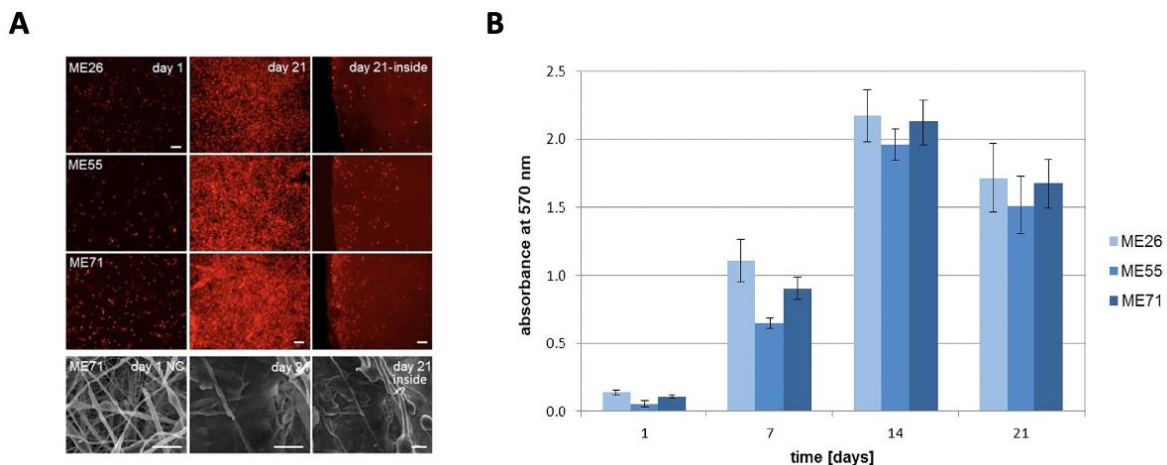 A
B
ME26 day 1
day 21
day 21-inside
ME55
ME71
ME71 day 1 NC
day 21
day 21
inside
absorbance at 570 nm
2.5
2.0
1.5
1.0
0.5
0.0
1 7 14 21
time [days]
ME26
ME55
ME71